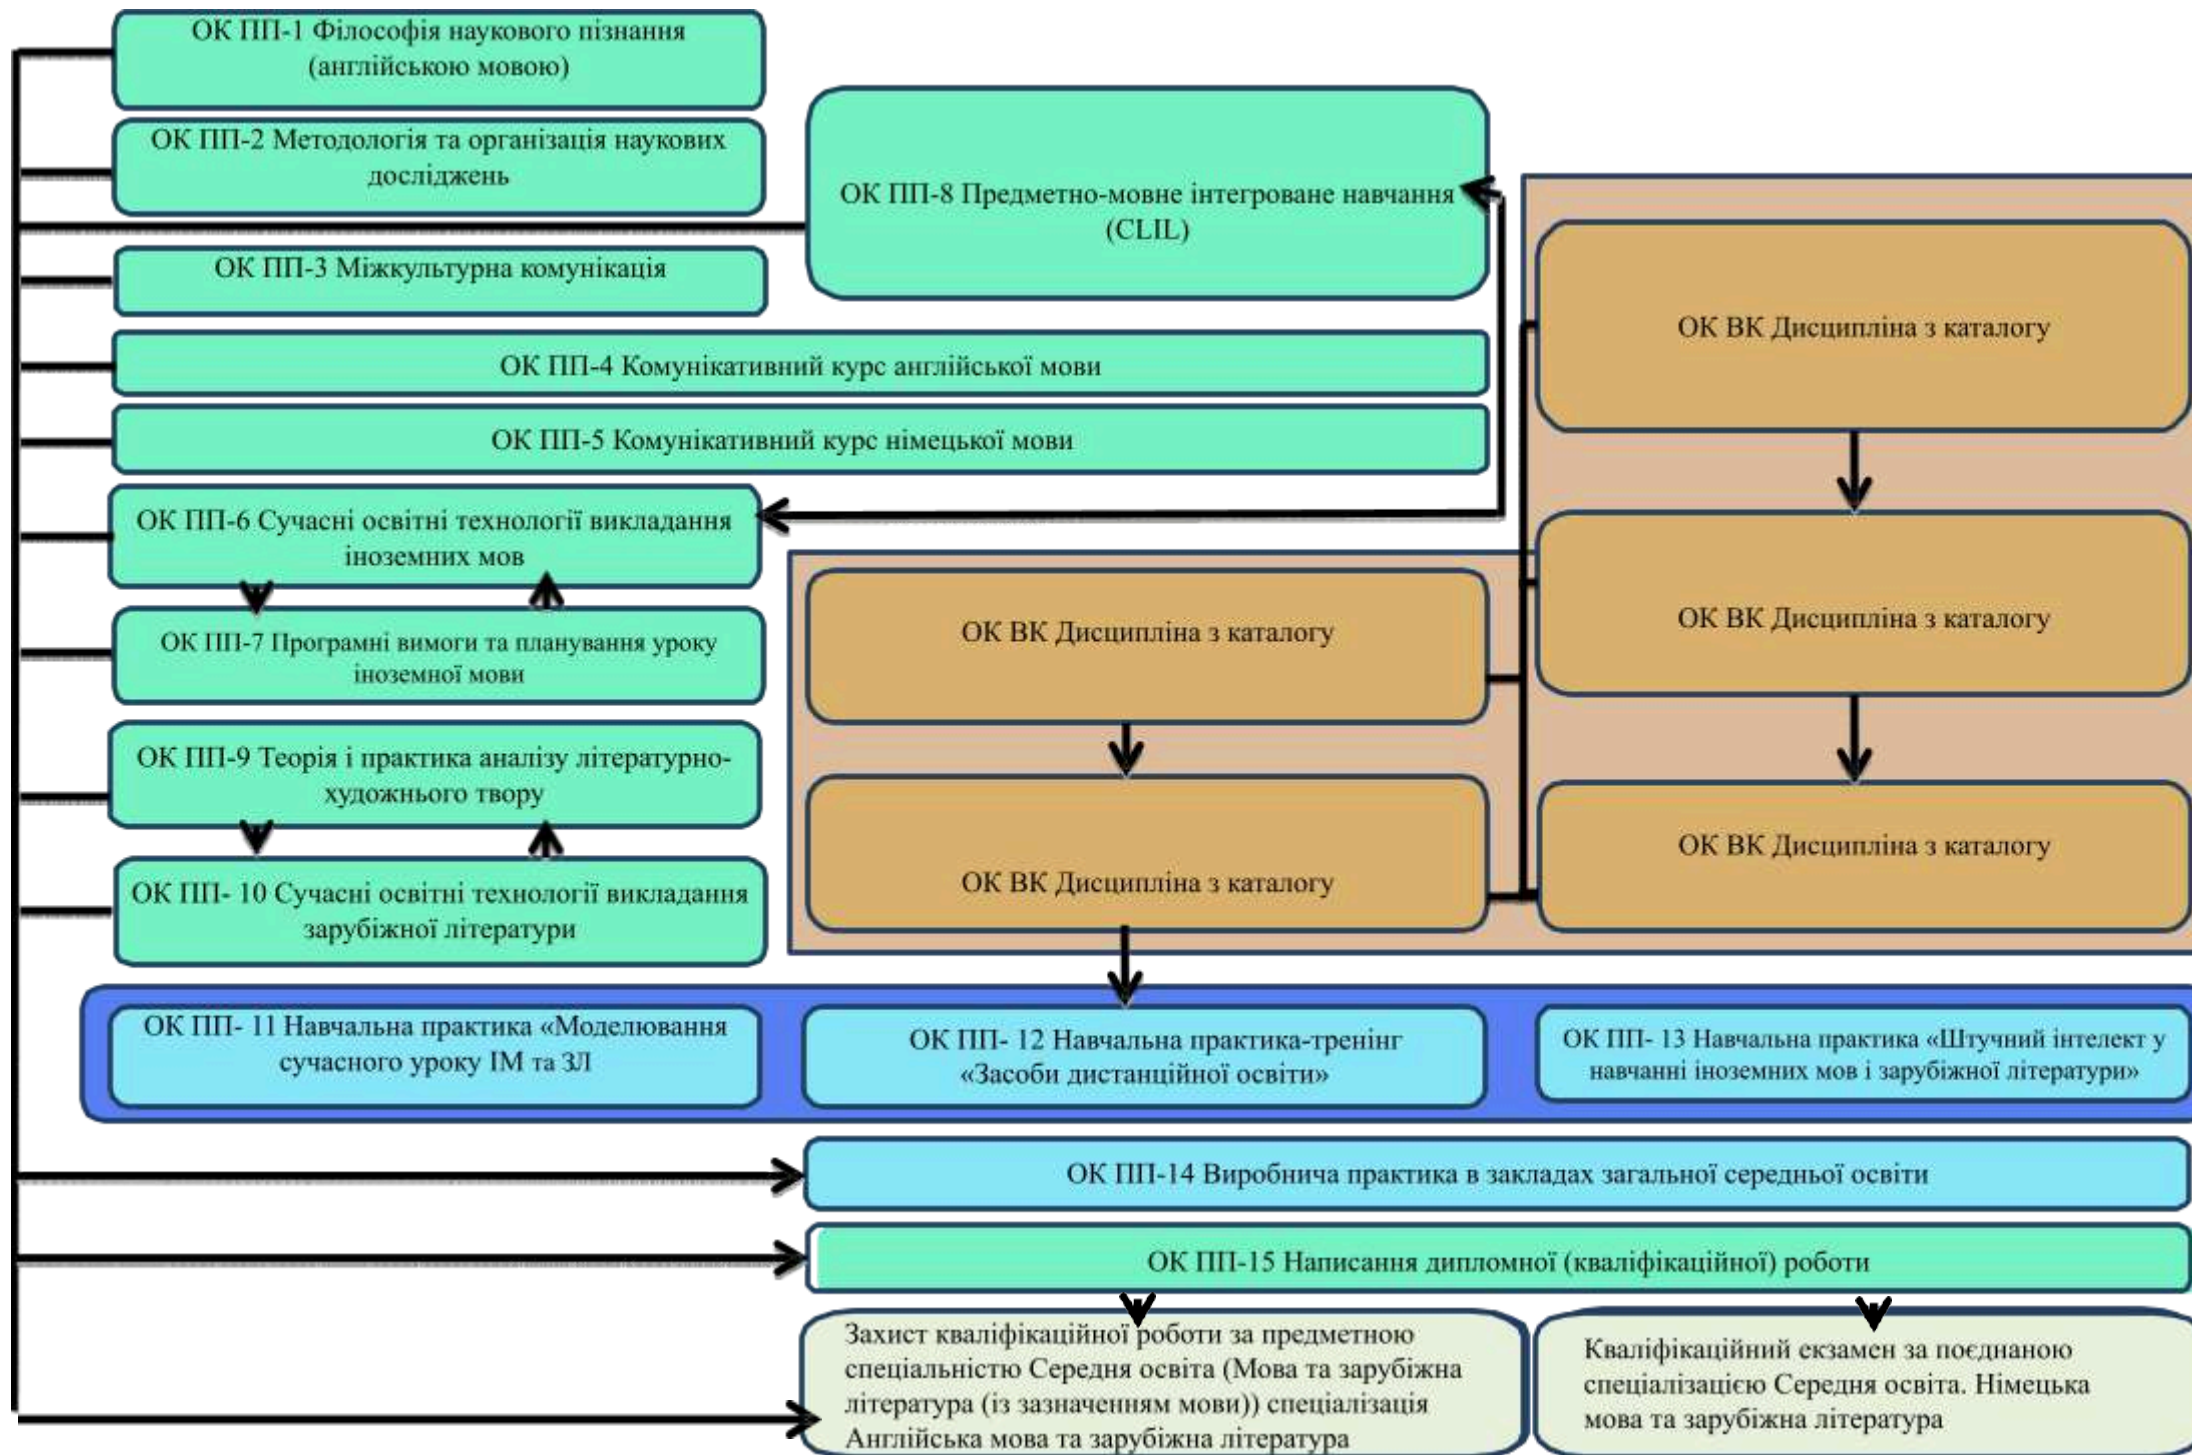 ОК ПП-1 Філософія наукового пізнання
(англійською мовою)
ОК ПП-2 Методологія та організація наукових
досліджень
ОК ПП-8 Предметно-мовне інтегроване навчання
(CLIL)
ОК ПП-3 Міжкультурна комунікація
ОК ВК Дисципліна з каталогу
ОК ПП-4 Комунікативний курс англійської мови
ОК ПП-5 Комунікативний курс німецької мови
ОК ПП-6 Сучасні освітні технології викладання
іноземних мов
ОК ВК Дисципліна з каталогу
ОК ВК Дисципліна з каталогу
ОК ПП-7 Програмні вимоги та планування уроку
іноземної мови
ОК ПП-9 Теорія і практика аналізу літературно-
художнього твору
ОК ВК Дисципліна з каталогу
ОК ВК Дисципліна з каталогу
ОК ПП- 10 Сучасні освітні технології викладання
зарубіжної літератури
ОК ПП- 11 Навчальна практика «Моделювання
сучасного уроку ІМ та ЗЛ
ОК ПП- 12 Навчальна практика-тренінг
«Засоби дистанційної освіти»
ОК ПП- 13 Навчальна практика «Штучний інтелект у
навчанні іноземних мов і зарубіжної літератури»
ОК ПП-14 Виробнича практика в закладах загальної середньої освіти
ОК ПП-15 Написання дипломної (кваліфікаційної) роботи
Захист кваліфікаційної роботи за предметною
спеціальністю Середня освіта (Мова та зарубіжна
література (із зазначенням мови)) спеціалізація
Англійська мова та зарубіжна література
Кваліфікаційний екзамен за поєднаною
спеціалізацією Середня освіта. Німецька
мова та зарубіжна література